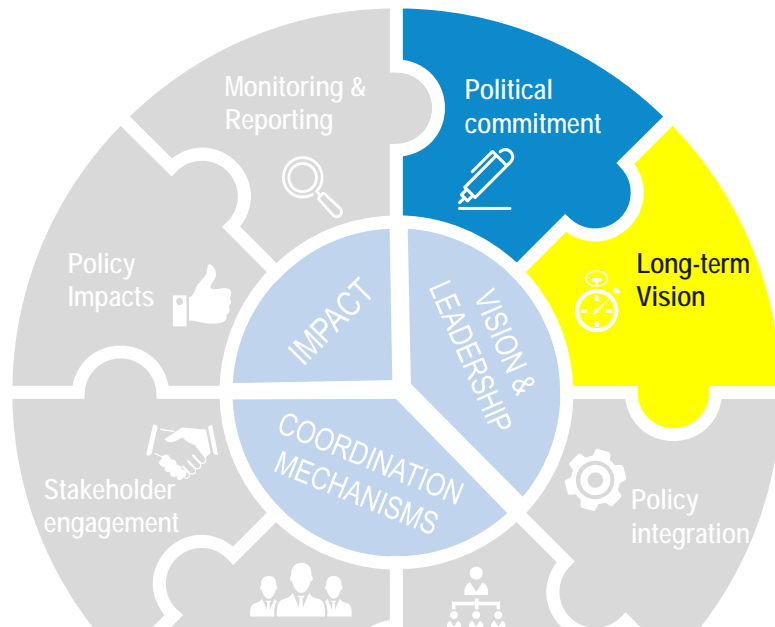 Monitoring &
Reporting
Political
commitment
Long-term
Vision
Policy
Impacts
IMPACT
VISION &
LEADERSHIP
COORDINATION
MECHANISMS
Stakeholder
engagement
Policy
integration